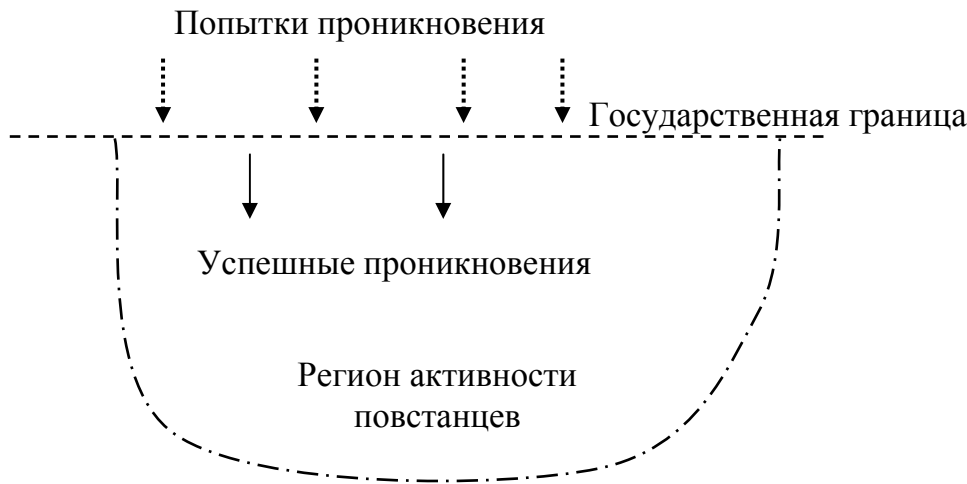 Попытки проникновения
Государственная граница
Успешные проникновения
Регион активности
повстанцев